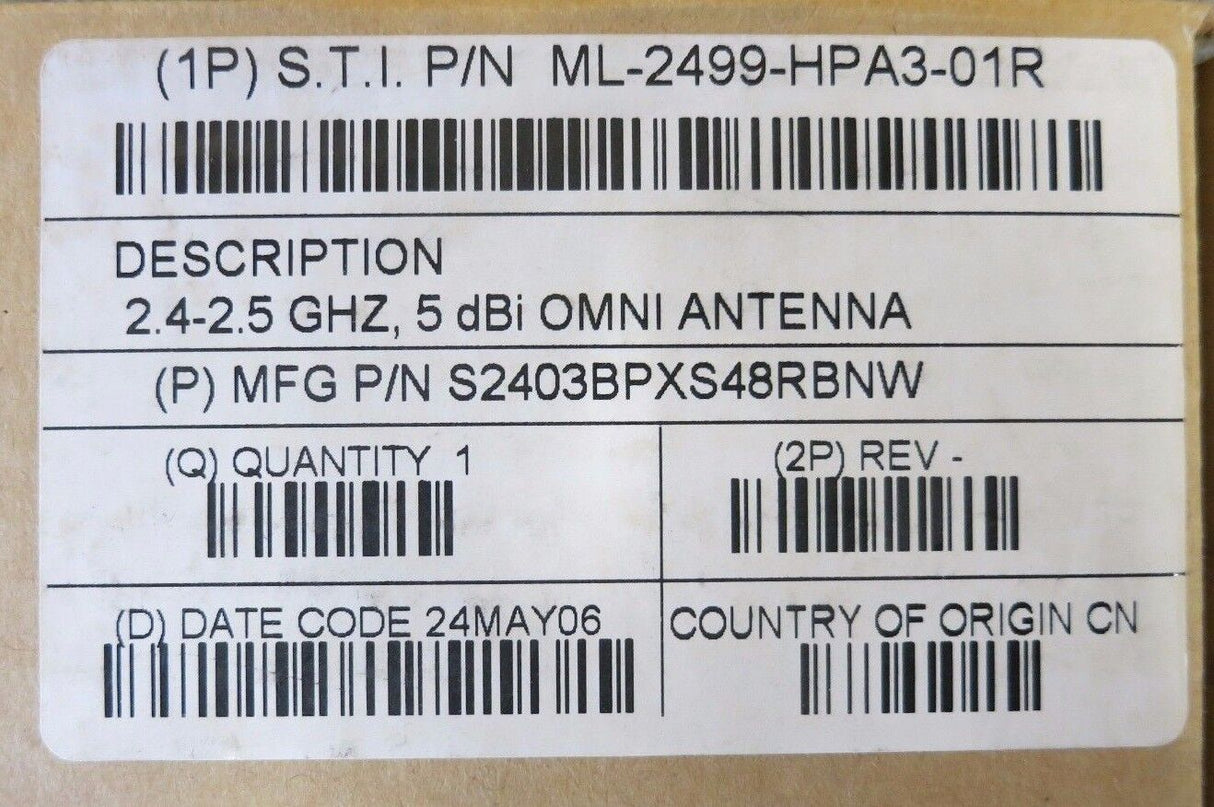 (1P) S.T.I. P/N ML-2499-HPA3-01R
DESCRIPTION
2.4-2.5 GHZ, 5 dBi OMNI ANTENNA
(P) MFG P/N S2403BPXS48RBNW
(Q) QUANTITY 1
(2P) REV -
(D) DATE CODE 24MAY06
COUNTRY OF ORIGIN CN